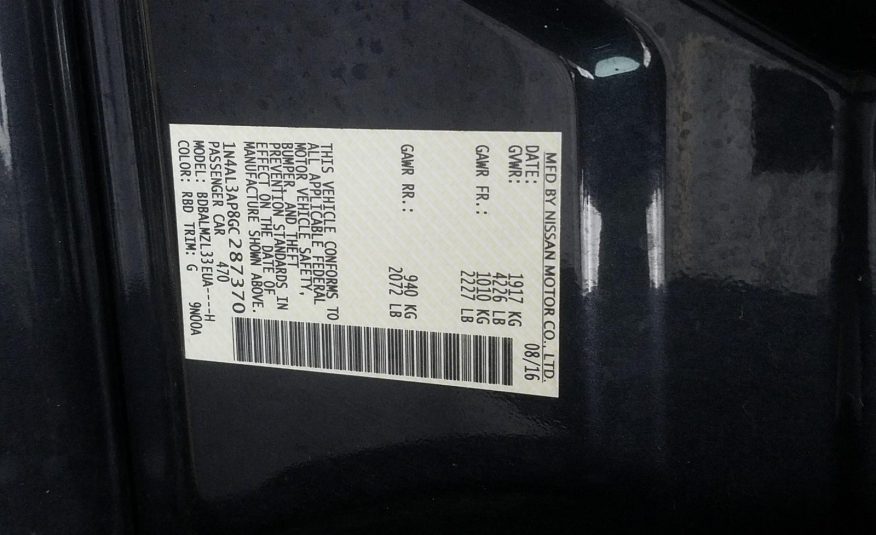 MFD BY NISSAN MOTOR CO., LTD.
DATE: 08/16
GVWR: 1917 KG
4226 LB
GAWR FR.: 1010 KG
2227 LB
GAWR RR.: 940 KG
2072 LB
THIS VEHICLE CONFORMS TO
ALL APPLICABLE FEDERAL
MOTOR VEHICLE SAFETY,
BUMPER, AND THEFT
PREVENTION STANDARDS IN
EFFECT ON THE DATE OF
MANUFACTURE SHOWN ABOVE.
1N4AL3AP8GC287370
PASSENGER CAR 470
MODEL: BDBALMZL33EUA----H
COLOR: RBD TRIM: G 9N00A